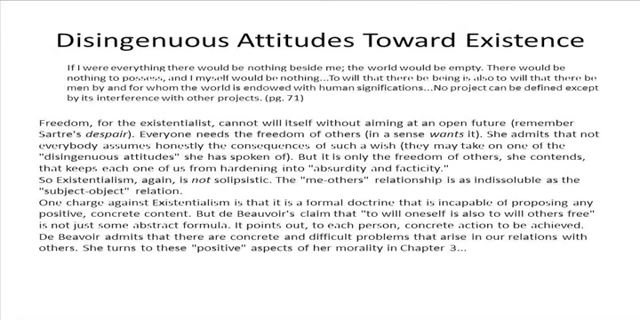 Disingenuous Attitudes Toward Existence
If I were everything there would be nothing beside me; the world would be empty. There would be
nothing to possess, and I myself would be nothing...To will that there be being is also to will that there be
men by and for whom the world is endowed with human significations...No project can be defined except
by its interference with other projects. (pg. 71)
Freedom, for the existentialist, cannot will itself without aiming at an open future (remember
Sartre's despair). Everyone needs the freedom of others (in a sense wants it). She admits that not
everybody assumes honestly the consequences of such a wish (they may take on one of the
"disingenuous attitudes" she has spoken of). But it is only the freedom of others, she contends,
that keeps each one of us from hardening into "absurdity and facticity."
So Existentialism, again, is not solipsistic. The "me-others" relationship is as indissoluble as the
"subject-object" relation.
One charge against Existentialism is that it is a formal doctrine that is incapable of proposing any
positive, concrete content. But de Beauvoir's claim that "to will oneself is also to will others free"
is not just some abstract formula. It points out, to each person, concrete action to be achieved.
De Beavoir admits that there are concrete and difficult problems that arise in our relations with
others. She turns to these "positive" aspects of her morality in Chapter 3...